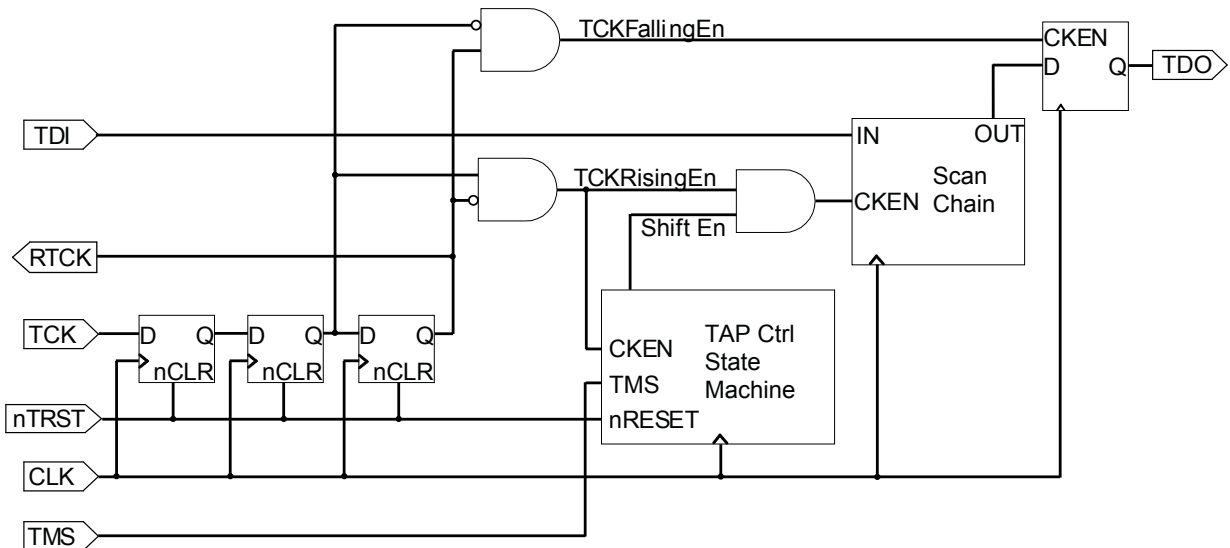 TCKFallingEn
CKEN
D
Q
TDO
TDI
IN
OUT
Scan
Chain
CKEN
TCKRisingEn
Shift En
RTCK
TCK
D
Q
nCLR
D
Q
nCLR
D
Q
nCLR
TAP Ctrl
State
Machine
CKEN
TMS
nRESET
nTRST
CLK
TMS